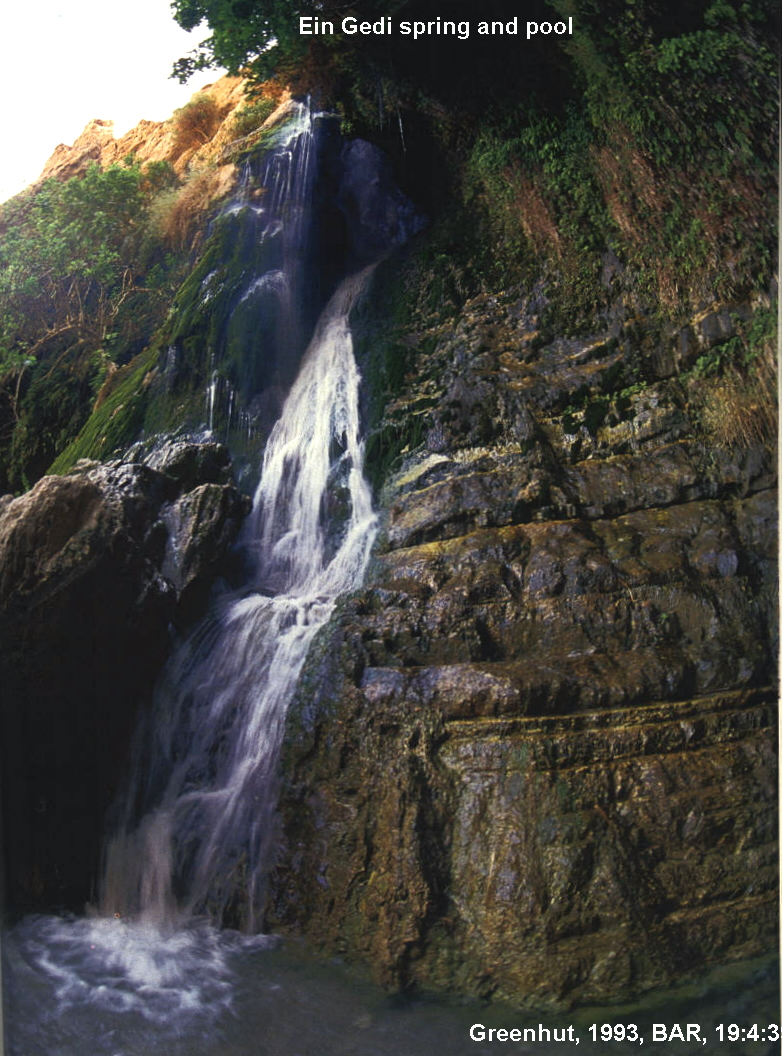 Ein Gedi spring and pool
Greenhut, 1993, BAR, 19:4:3